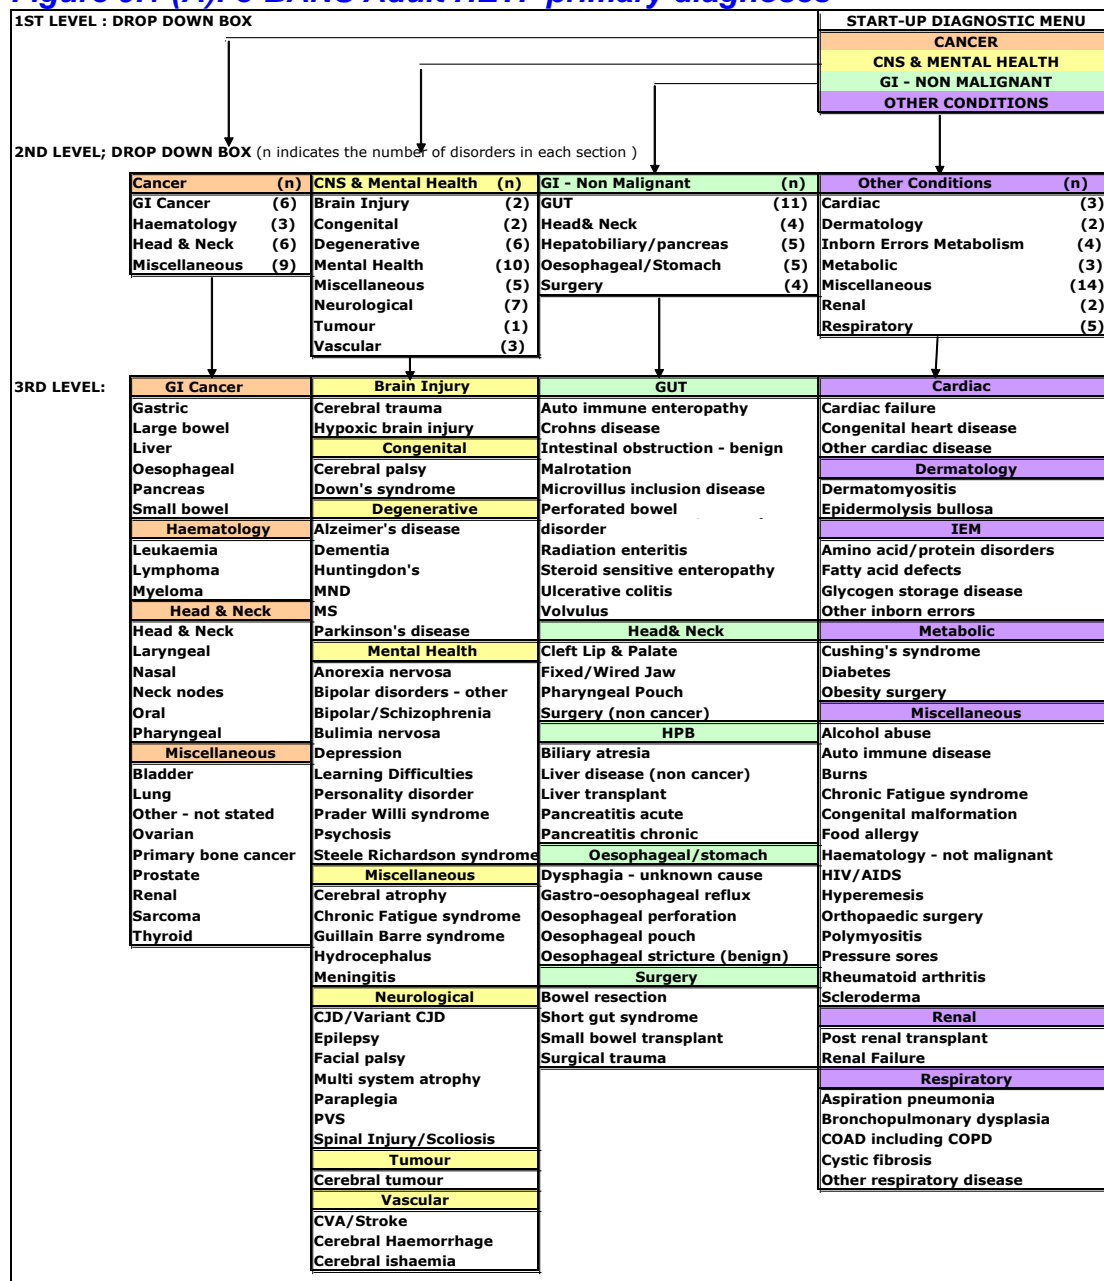 1ST LEVEL : DROP DOWN BOX
START-UP DIAGNOSTIC MENU
CANCER
CNS & MENTAL HEALTH
GI - NON MALIGNANT
OTHER CONDITIONS
2ND LEVEL; DROP DOWN BOX (n indicates the number of disorders in each section )
Cancer (n)
GI Cancer (6)
Haematology (3)
Head & Neck (6)
Miscellaneous (9)
CNS & Mental Health (n)
Brain Injury (2)
Congenital (2)
Degenerative (6)
Mental Health (10)
Miscellaneous (5)
Neurological (7)
Tumour (1)
Vascular (3)
GI - Non Malignant (n)
GUT (11)
Head& Neck (4)
Hepatobiliary/pancreas (5)
Oesophageal/Stomach (5)
Surgery (4)
Other Conditions (n)
Cardiac (3)
Dermatology (2)
Inborn Errors Metabolism (4)
Metabolic (3)
Miscellaneous (14)
Renal (2)
Respiratory (5)
3RD LEVEL:
GI Cancer
Gastric
Large bowel
Liver
Oesophageal
Pancreas
Small bowel
Haematology
Leukaemia
Lymphoma
Myeloma
Head & Neck
Head & Neck
Laryngeal
Nasal
Neck nodes
Oral
Pharyngeal
Miscellaneous
Bladder
Lung
Other - not stated
Ovarian
Primary bone cancer
Prostate
Renal
Sarcoma
Thyroid
Brain Injury
Cerebral trauma
Hypoxic brain injury
Congenital
Cerebral palsy
Down's syndrome
Degenerative
Alzeimer's disease
Dementia
Huntingdon's
MND
MS
Parkinson's disease
Mental Health
Anorexia nervosa
Bipolar disorders - other
Bipolar/Schizophrenia
Bulimia nervosa
Depression
Learning Difficulties
Personality disorder
Prader Willi syndrome
Psychosis
Steele Richardson syndrome
Miscellaneous
Cerebral atrophy
Chronic Fatigue syndrome
Guillain Barre syndrome
Hydrocephalus
Meningitis
Neurological
CJD/Variant CJD
Epilepsy
Facial palsy
Multi system atrophy
Paraplegia
PVS
Spinal Injury/Scoliosis
Tumour
Cerebral tumour
Vascular
CVA/Stroke
Cerebral Haemorrhage
Cerebral ishaemia
GUT
Auto immune enteropathy
Crohns disease
Intestinal obstruction - benign
Malrotation
Microvillus inclusion disease
Perforated bowel
disorder
Radiation enteritis
Steroid sensitive enteropathy
Ulcerative colitis
Volvulus
Head& Neck
Cleft Lip & Palate
Fixed/Wired Jaw
Pharyngeal Pouch
Surgery (non cancer)
HPB
Biliary atresia
Liver disease (non cancer)
Liver transplant
Pancreatitis acute
Pancreatitis chronic
Oesophageal/stomach
Dysphagia - unknown cause
Gastro-oesophageal reflux
Oesophageal perforation
Oesophageal pouch
Oesophageal stricture (benign)
Surgery
Bowel resection
Short gut syndrome
Small bowel transplant
Surgical trauma
Cardiac
Cardiac failure
Congenital heart disease
Other cardiac disease
Dermatology
Dermatomyositis
Epidermolysis bullosa
IEM
Amino acid/protein disorders
Fatty acid defects
Glycogen storage disease
Other inborn errors
Metabolic
Cushing's syndrome
Diabetes
Obesity surgery
Miscellaneous
Alcohol abuse
Auto immune disease
Burns
Chronic Fatigue syndrome
Congenital malformation
Food allergy
Haematology - not malignant
HIV/AIDS
Hyperemesis
Orthopaedic surgery
Polymyositis
Pressure sores
Rheumatoid arthritis
Scleroderma
Renal
Post renal transplant
Renal Failure
Respiratory
Aspiration pneumonia
Bronchopulmonary dysplasia
COAD including COPD
Cystic fibrosis
Other respiratory disease